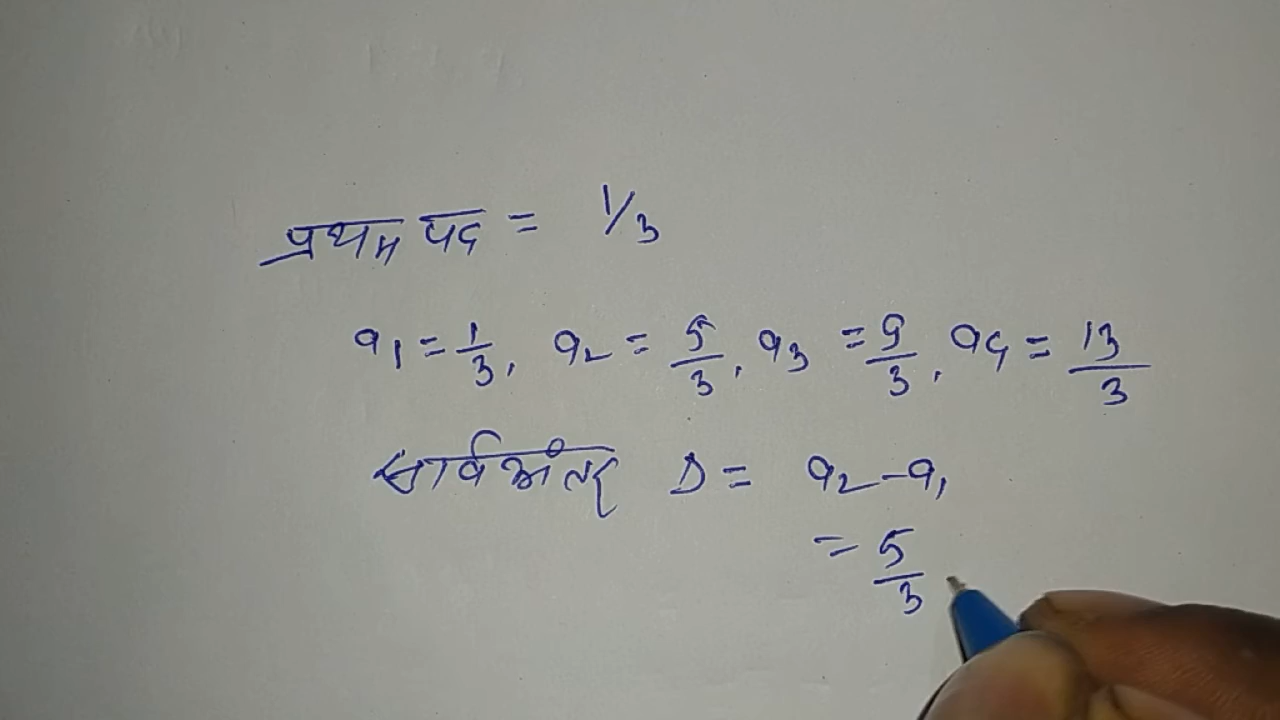 प्रथम पद = 1/3
a1 = 1/3, a2 = 5/3, a3 = 9/3, a4 = 13/3
सार्वअंतर D = a2 - a1
= 5/3